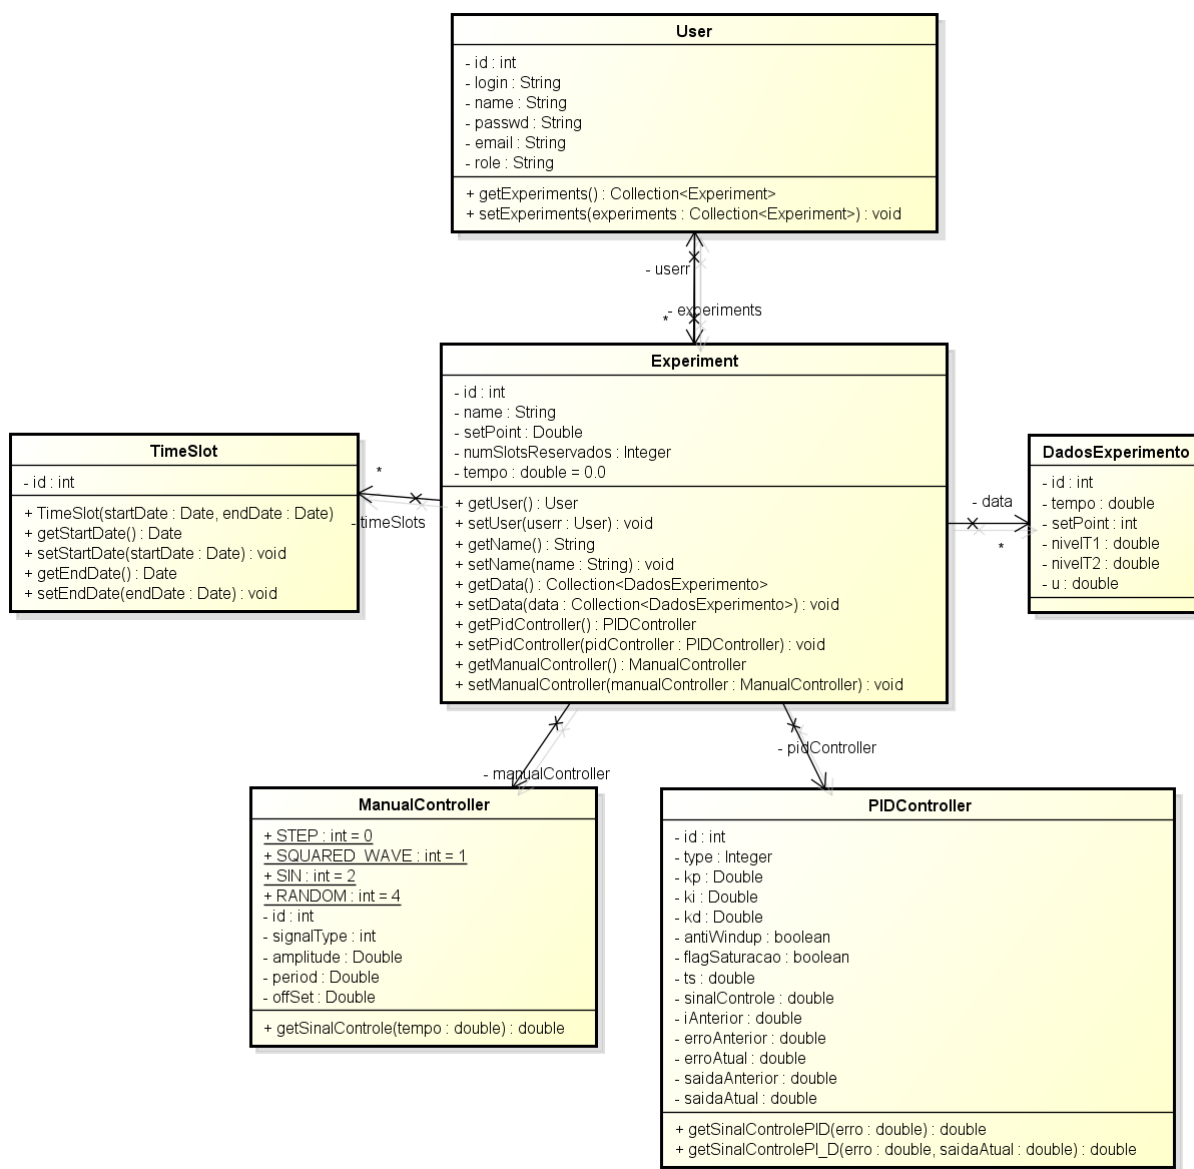 User
- id : int
- login : String
- name : String
- passwd : String
- email : String
- role : String
+ getExperiments() : Collection<Experiment>
+ setExperiments(experiments : Collection<Experiment>) : void
- userr
- experiments
*
Experiment
- id : int
- name : String
- setPoint : Double
- numSlotsReservados : Integer
- tempo : double = 0.0
+ getUser() : User
+ setUser(userr : User) : void
+ getName() : String
+ setName(name : String) : void
+ getData() : Collection<DadosExperimento>
+ setData(data : Collection<DadosExperimento>) : void
+ getPidController() : PIDController
+ setPidController(pidController : PIDController) : void
+ getManualController() : ManualController
+ setManualController(manualController : ManualController) : void
TimeSlot
- id : int
+ TimeSlot(startDate : Date, endDate : Date)
+ getStartDate() : Date
+ setStartDate(startDate : Date) : void
+ getEndDate() : Date
+ setEndDate(endDate : Date) : void
*
- timeSlots
- data
*
DadosExperimento
- id : int
- tempo : double
- setPoint : int
- nivelT1 : double
- nivelT2 : double
- u : double
- manualController
- pidController
ManualController
+ STEP : int = 0
+ SQUARED_WAVE : int = 1
+ SIN : int = 2
+ RANDOM : int = 4
- id : int
- signalType : int
- amplitude : Double
- period : Double
- offSet : Double
+ getSinalControle(tempo : double) : double
PIDController
- id : int
- type : Integer
- kp : Double
- ki : Double
- kd : Double
- antiWindup : boolean
- flagSaturacao : boolean
- ts : double
- sinalControle : double
- iAnterior : double
- erroAnterior : double
- erroAtual : double
- saidaAnterior : double
- saidaAtual : double
+ getSinalControlePID(erro : double) : double
+ getSinalControlePI_D(erro : double, saidaAtual : double) : double